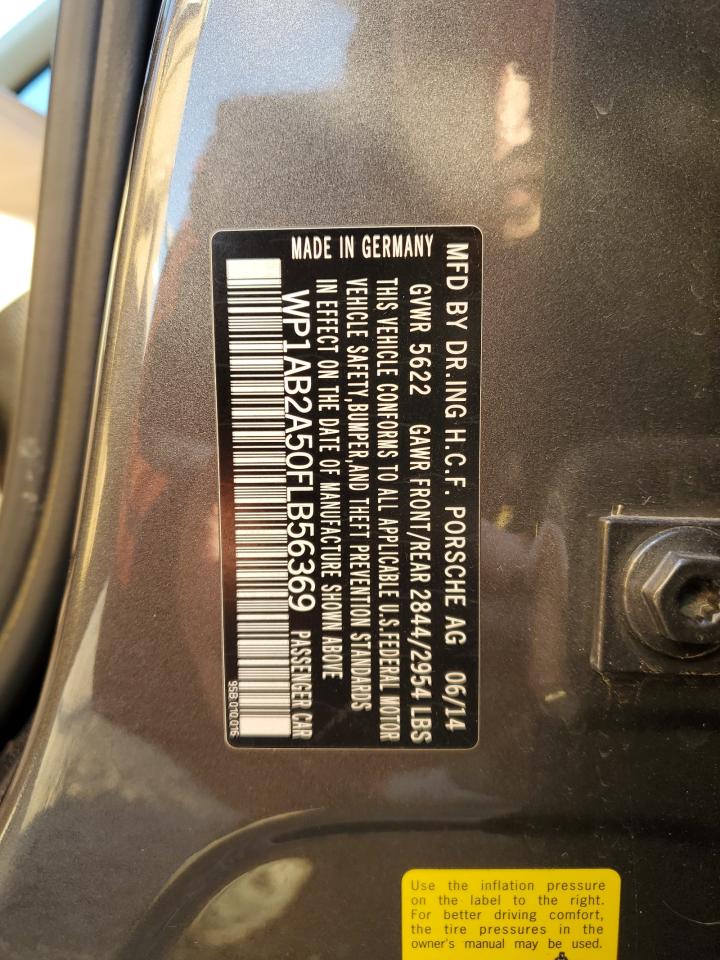 MFD BY DR.ING H.C.F. PORSCHE AG 06/14
GVWR 5622 GAWR FRONT/REAR 2844/2954 LBS
THIS VEHICLE CONFORMS TO ALL APPLICABLE U.S.FEDERAL MOTOR
VEHICLE SAFETY,BUMPER,AND THEFT PREVENTION STANDARDS
IN EFFECT ON THE DATE OF MANUFACTURE SHOWN ABOVE
MADE IN GERMANY
WP1AB2A50FLB56369 PASSENGER CAR
95B.010.016
Use the inflation pressure
on the label to the right.
For better driving comfort,
the tire pressures in the
owner's manual may be used.